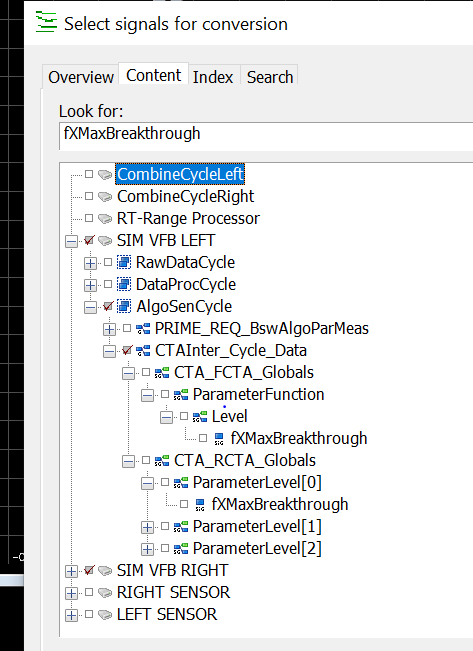 Select signals for conversion
Overview Content Index Search
Look for:
fXMaxBreakthrough
CombineCycleLeft
CombineCycleRight
RT-Range Processor
SIM VFB LEFT
RawDataCycle
DataProcCycle
AlgoSenCycle
PRIME_REQ_BswAlgoParMeas
CTAInter_Cycle_Data
CTA_FCTA_Globals
ParameterFunction
Level
fXMaxBreakthrough
CTA_RCTA_Globals
ParameterLevel[0]
fXMaxBreakthrough
ParameterLevel[1]
ParameterLevel[2]
SIM VFB RIGHT
RIGHT SENSOR
LEFT SENSOR